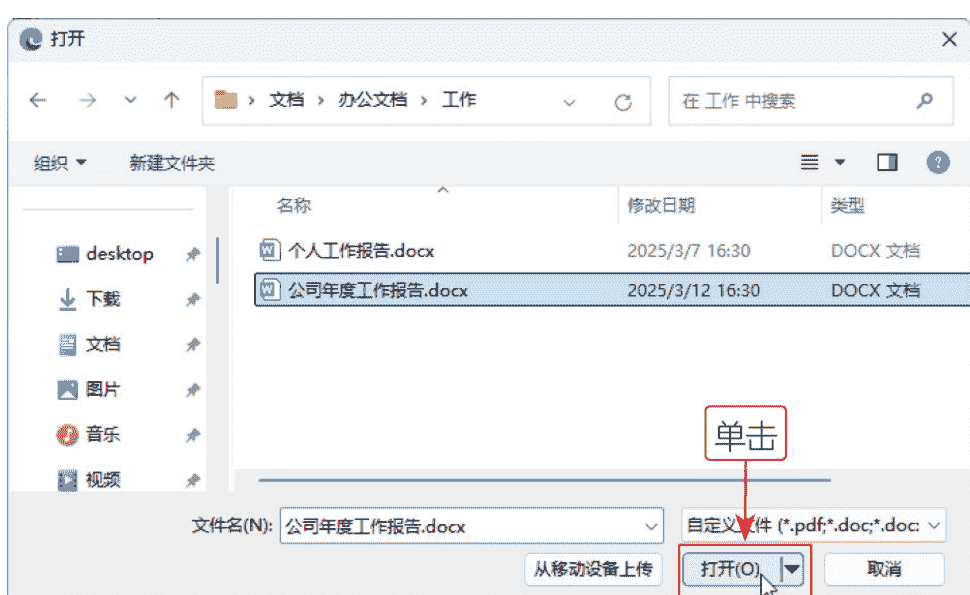 打开
文档 › 办公文档 › 工作
在 工作 中搜索
组织
新建文件夹
名称 修改日期 类型
desktop
下载
文档
图片
音乐
视频
个人工作报告.docx 2025/3/7 16:30 DOCX 文档
公司年度工作报告.docx 2025/3/12 16:30 DOCX 文档
单击
文件名(N): 公司年度工作报告.docx
自定义文件 (*.pdf;*.doc;*.doc:
从移动设备上传
打开(O)
取消